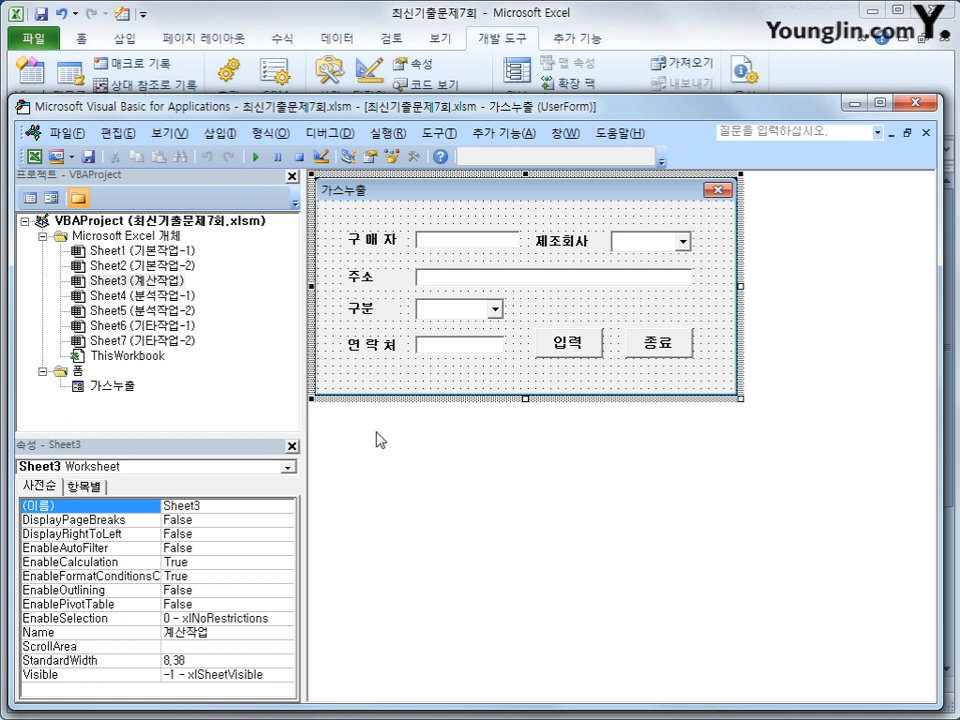 최신기출문제7회 - Microsoft Excel
Younglin.com Y.
파일 홈 삽입 페이지 레이아웃 수식 데이터 검토 보기 개발 도구 추가 기능
매크로 기록 속성 맵 속성 가져오기
상대 참조로 기록 코드 보기 확장 팩 내보내기
Microsoft Visual Basic for Applications - 최신기출문제7회.xlsm - [최신기출문제7회.xlsm - 가스누출 (UserForm)]
파일(F) 편집(E) 보기(V) 삽입(I) 형식(O) 디버그(D) 실행(R) 도구(T) 추가 기능(A) 창(W) 도움말(H) 질문을 입력하십시오.
프로젝트 - VBAProject
VBAProject (최신기출문제7회.xlsm)
Microsoft Excel 개체
Sheet1 (기본작업-1)
Sheet2 (기본작업-2)
Sheet3 (계산작업)
Sheet4 (분석작업-1)
Sheet5 (분석작업-2)
Sheet6 (기타작업-1)
Sheet7 (기타작업-2)
ThisWorkbook
폼
가스누출
가스누출
구 매 자 제조회사
주소
구분
연 락 처 입력 종료
속성 - Sheet3
Sheet3 Worksheet
사전순 항목별
(이름) Sheet3
DisplayPageBreaks False
DisplayRightToLeft False
EnableAutoFilter False
EnableCalculation True
EnableFormatConditionsC True
EnableOutlining False
EnablePivotTable False
EnableSelection 0 - xlNoRestrictions
Name 계산작업
ScrollArea
StandardWidth 8.38
Visible -1 - xlSheetVisible